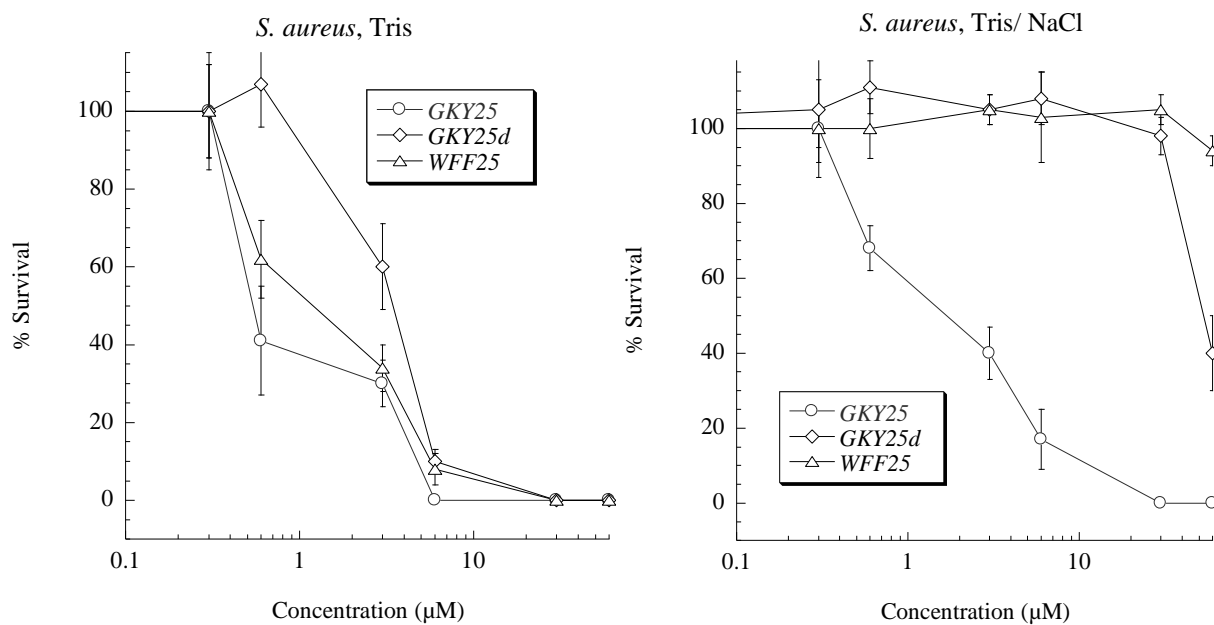 S. aureus, Tris
% Survival
100
80
60
40
20
0
0.1
1
10
Concentration (µM)
GKY25
GKY25d
WFF25
S. aureus, Tris/ NaCl
% Survival
100
80
60
40
20
0
0.1
1
10
Concentration (µM)
GKY25
GKY25d
WFF25